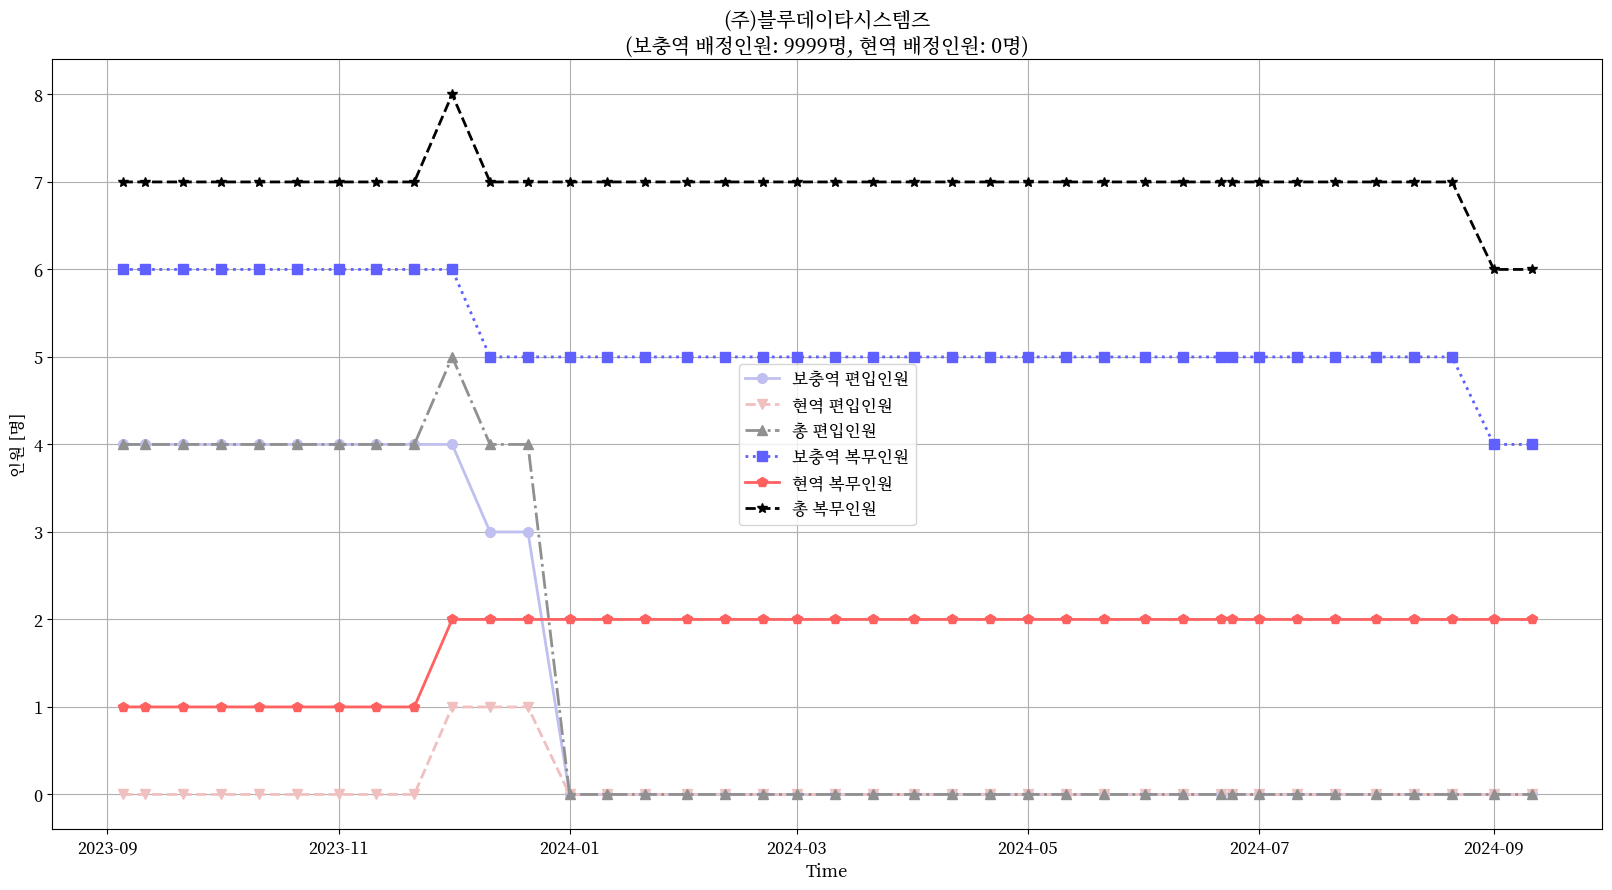 (주)블루데이타시스템즈
(보충역 배정인원: 9999명, 현역 배정인원: 0명)
인원 [명]
8
7
6
5
4
3
2
1
0
보충역 편입인원
현역 편입인원
총 편입인원
보충역 복무인원
현역 복무인원
총 복무인원
2023-09 2023-11 2024-01 2024-03 2024-05 2024-07 2024-09
Time